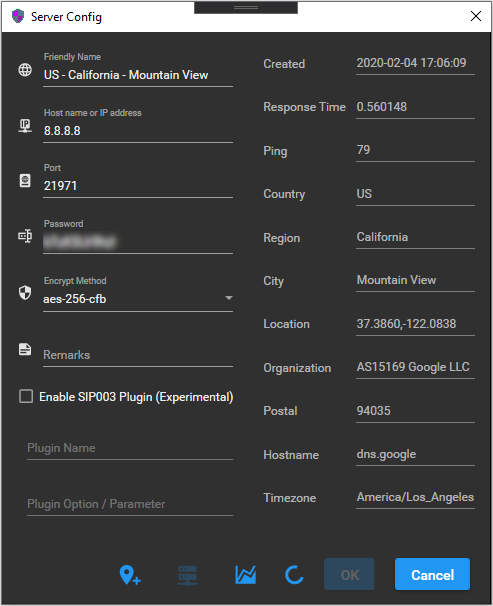 Server Config
Friendly Name
US - California - Mountain View
Host name or IP address
8.8.8.8
Port
21971
Password
Encrypt Method
aes-256-cfb
Remarks
Enable SIP003 Plugin (Experimental)
Plugin Name
Plugin Option / Parameter
Created 2020-02-04 17:06:09
Response Time 0.560148
Ping 79
Country US
Region California
City Mountain View
Location 37.3860,-122.0838
Organization AS15169 Google LLC
Postal 94035
Hostname dns.google
Timezone America/Los_Angeles
OK Cancel